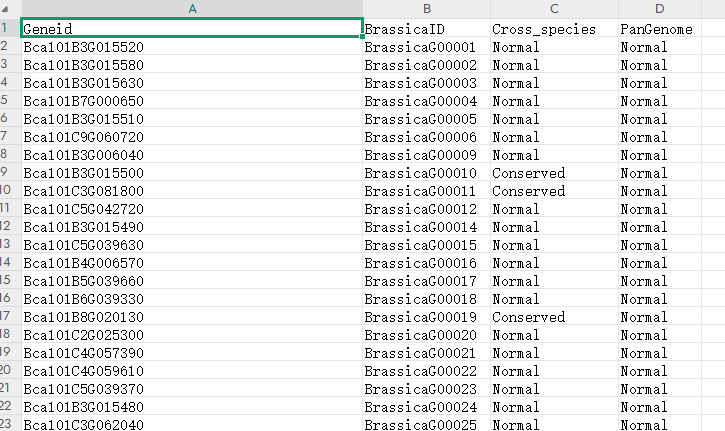 A B C D
1 Geneid BrassicaID Cross_species PanGenome
2 Bca101B3G015520 BrassicaG00001 Normal Normal
3 Bca101B3G015580 BrassicaG00002 Normal Normal
4 Bca101B3G015630 BrassicaG00003 Normal Normal
5 Bca101B7G000650 BrassicaG00004 Normal Normal
6 Bca101B3G015510 BrassicaG00005 Normal Normal
7 Bca101C9G060720 BrassicaG00006 Normal Normal
8 Bca101B3G006040 BrassicaG00009 Normal Normal
9 Bca101B3G015500 BrassicaG00010 Conserved Normal
10 Bca101C3G081800 BrassicaG00011 Conserved Normal
11 Bca101C5G042720 BrassicaG00012 Normal Normal
12 Bca101B3G015490 BrassicaG00014 Normal Normal
13 Bca101C5G039630 BrassicaG00015 Normal Normal
14 Bca101B4G006570 BrassicaG00016 Normal Normal
15 Bca101B5G039660 BrassicaG00017 Normal Normal
16 Bca101B6G039330 BrassicaG00018 Normal Normal
17 Bca101B8G020130 BrassicaG00019 Conserved Normal
18 Bca101C2G025300 BrassicaG00020 Normal Normal
19 Bca101C4G057390 BrassicaG00021 Normal Normal
20 Bca101C4G059610 BrassicaG00022 Normal Normal
21 Bca101C5G039370 BrassicaG00023 Normal Normal
22 Bca101B3G015480 BrassicaG00024 Normal Normal
23 Bca101C3G062040 BrassicaG00025 Normal Normal